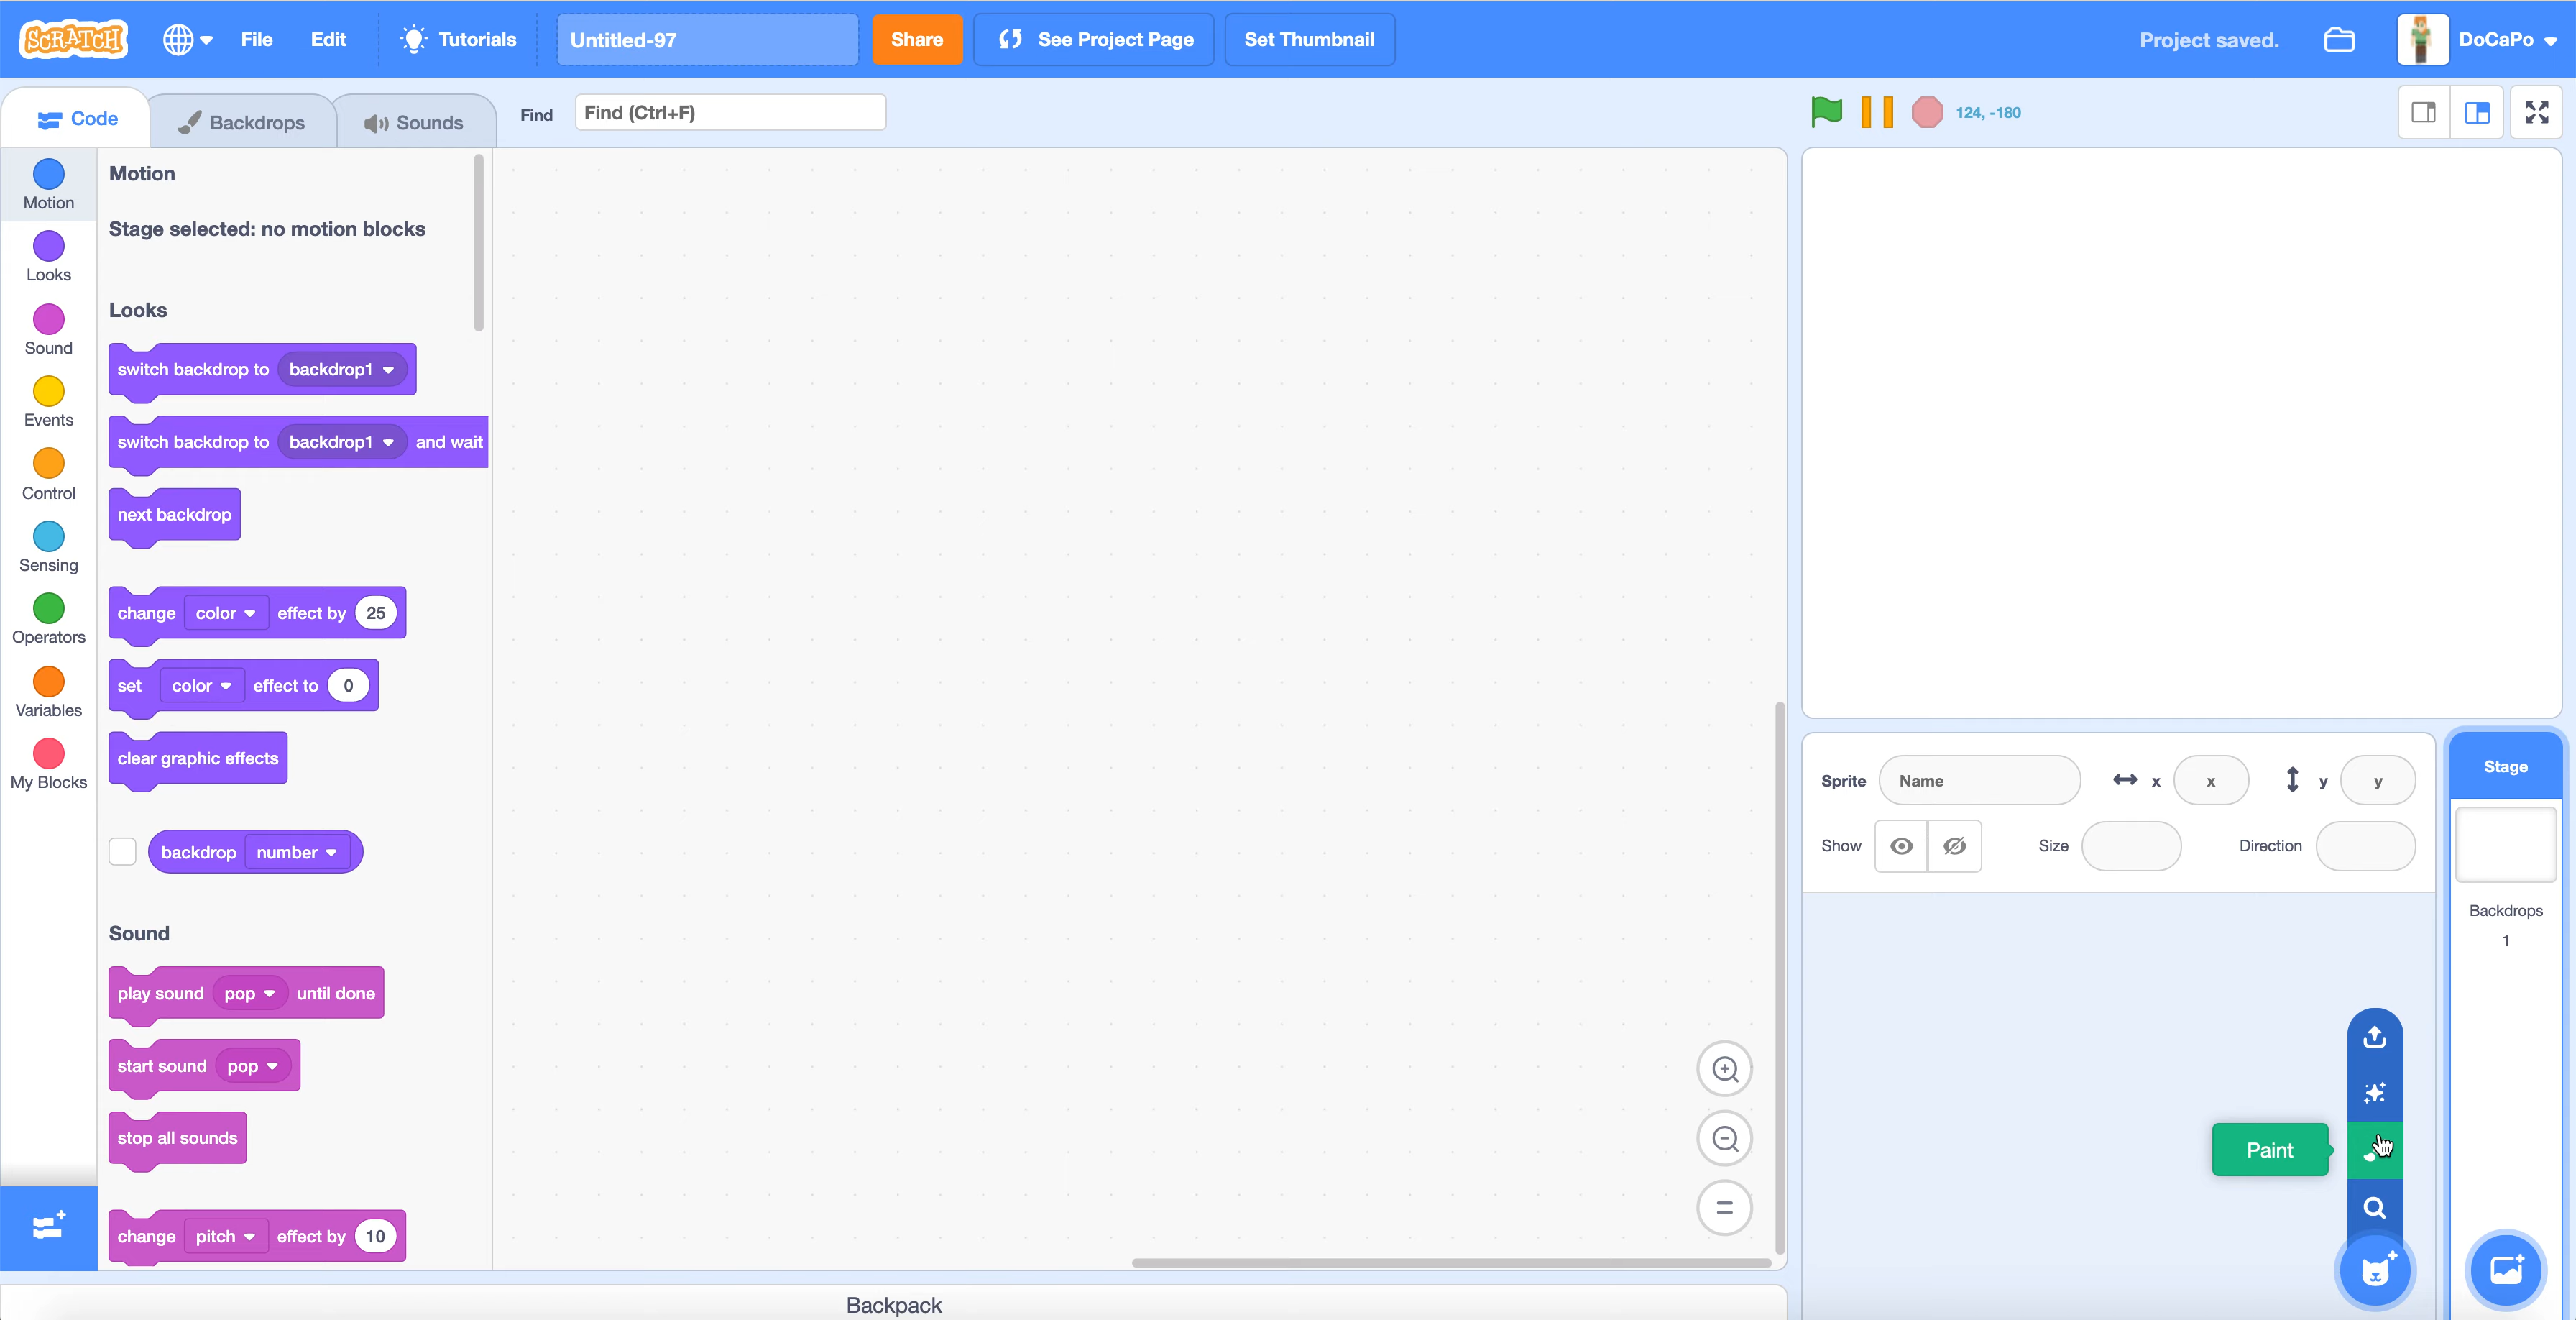 SCRATCH
File
Edit
Tutorials
Untitled-97
Share
See Project Page
Set Thumbnail
Project saved.
DoCaPo
Code
Backdrops
Sounds
Find
Find (Ctrl+F)
124, -180
Motion
Looks
Sound
Events
Control
Sensing
Operators
Variables
My Blocks
Motion
Stage selected: no motion blocks
Looks
switch backdrop to backdrop1
switch backdrop to backdrop1 and wait
next backdrop
change color effect by 25
set color effect to 0
clear graphic effects
backdrop number
Sound
play sound pop until done
start sound pop
stop all sounds
change pitch effect by 10
Backpack
Sprite Name x x y y
Show Size Direction
Paint
Stage
Backdrops
1